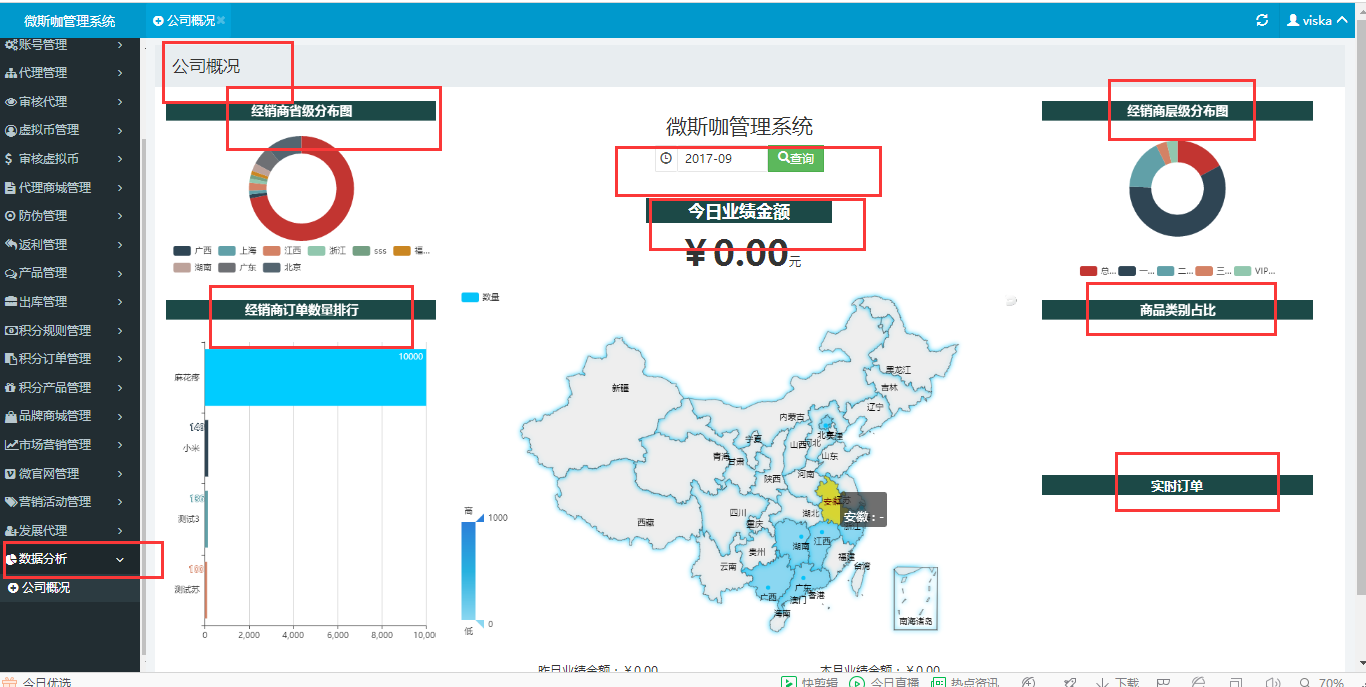 微斯咖管理系统
公司概况
viska
账号管理
代理管理
审核代理
虚拟币管理
审核虚拟币
代理商城管理
防伪管理
返利管理
产品管理
出库管理
积分规则管理
积分订单管理
积分产品管理
品牌商城管理
市场营销管理
微官网管理
营销活动管理
发展代理
数据分析
公司概况
公司概况
经销商省级分布图
广西 上海 江西 浙江 sss 福...
湖南 广东 北京
经销商订单数量排行
10000
麻花疼
小米
测试3
测试苏
0 2,000 4,000 6,000 8,000 10,000
微斯咖管理系统
2017-09 查询
今日业绩金额
￥0.00元
数量
新疆
黑龙江
吉林
辽宁
内蒙古
北京
宁夏
山西
河北
山东
青海
甘肃
陕西
河南
西藏
四川
重庆
湖北
安徽
安徽 : -
湖南
江西
浙江
贵州
福建
云南
台湾
广西
广东
香港
澳门
海南
南海诸岛
高
1000
0
低
昨日业绩金额：￥0.00
本月业绩金额：￥0.00
经销商层级分布图
总... 一... 二... 三... VIP...
商品类别占比
实时订单
今日优选
快剪辑
今日直播
热点资讯
下载
70%